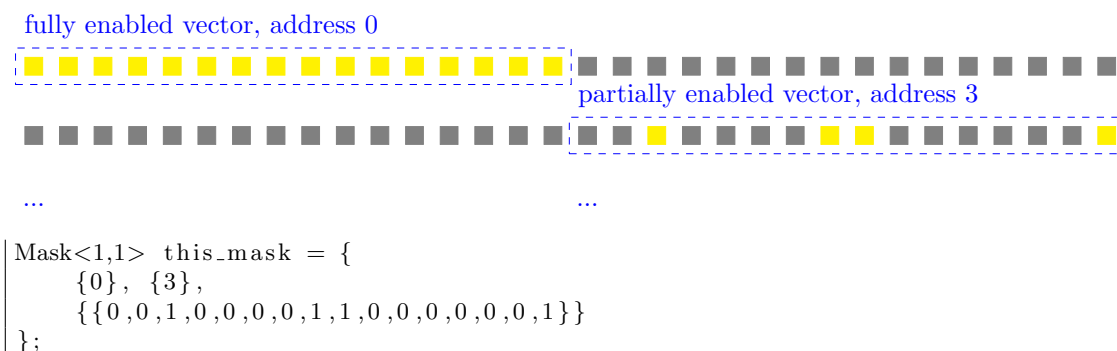 fully enabled vector, address 0
partially enabled vector, address 3
... ...
Mask<1,1> this_mask = {
{0}, {3},
{{0,0,1,0,0,0,0,1,1,0,0,0,0,0,0,1}}
};